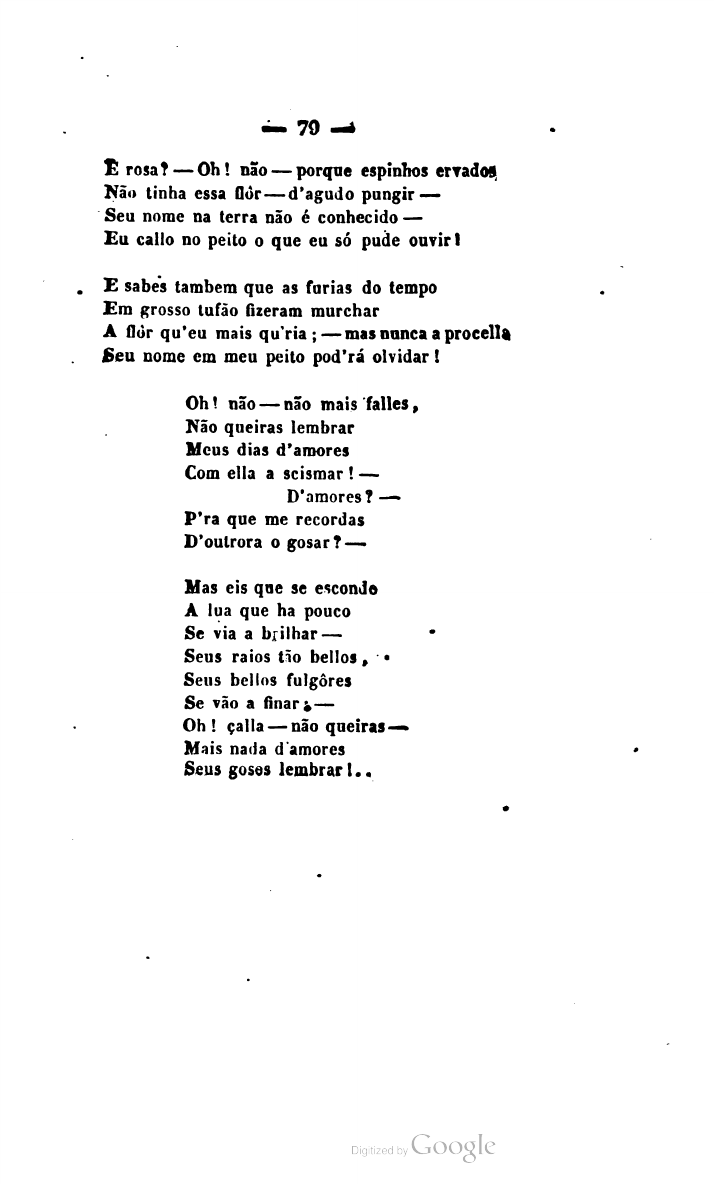 — 79 —
É rosa? — Oh! não — porque espinhos ervados
Não tinha essa flôr — d'agudo pungir —
Seu nome na terra não é conhecido —
Eu callo no peito o que eu só pude ouvir!

E sabes tambem que as furias do tempo
Em grosso tufão fizeram murchar
A flôr qu'eu mais qu'ria ; — mas nunca a procella
Seu nome em meu peito pod'rá olvidar!

Oh! não — não mais falles,
Não queiras lembrar
Meus dias d'amores
Com ella a scismar! —
D'amores? —
P'ra que me recordas
D'outrora o gosar? —

Mas eis que se esconde
A lua que ha pouco
Se via a brilhar —
Seus raios tão bellos,
Seus bellos fulgôres
Se vão a finar; —
Oh! çalla — não queiras —
Mais nada d'amores
Seus goses lembrar!..
Digitized by Google